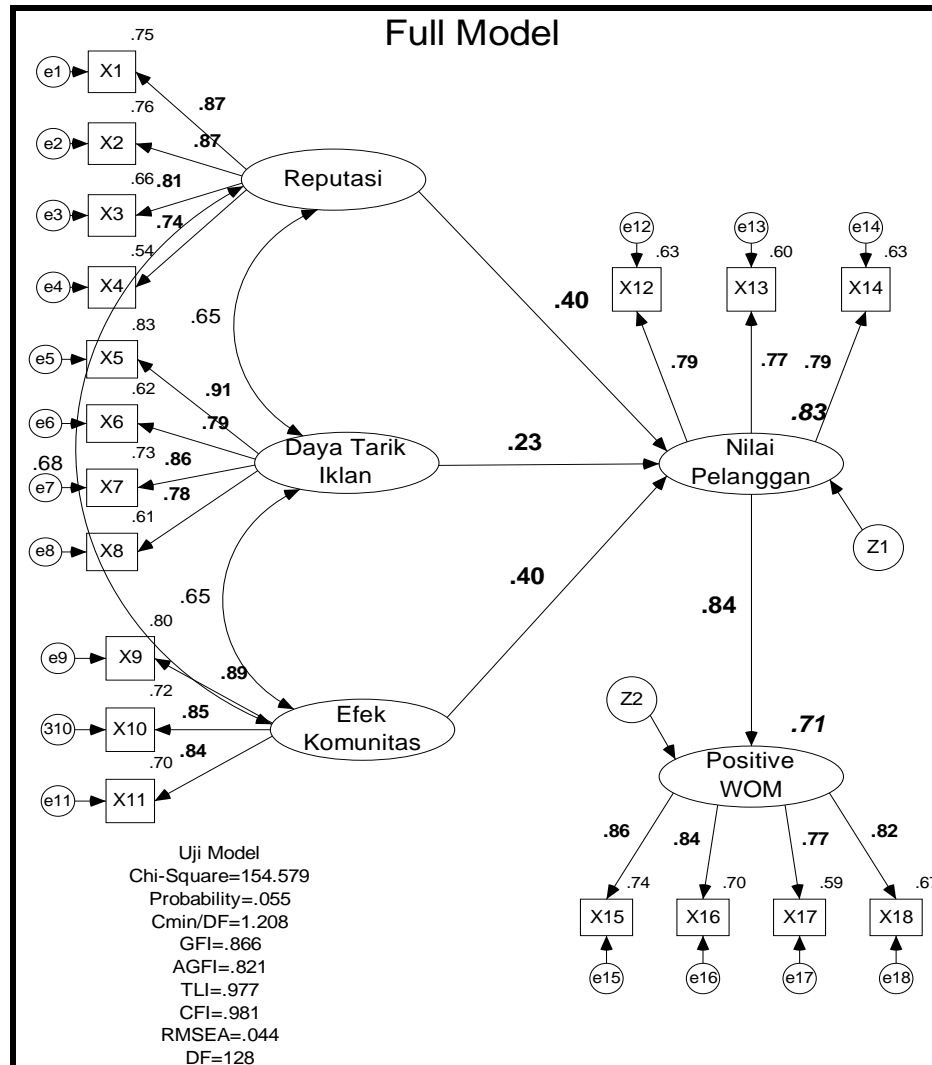 Full Model
.75
e1
X1
.87
.76
e2
X2
.87
.66
.81
e3
X3
.74
.54
e4
X4
Reputasi
.65
.83
e5
X5
.91
.62
e6
X6
.79
.73
.86
.68
e7
X7
.78
.61
e8
X8
Daya Tarik
Iklan
.65
.80
e9
X9
.89
.72
310
X10
.85
.70
.84
e11
X11
Efek
Komunitas
.40
.23
.40
e12
e13
e14
.63
.60
.63
X12
X13
X14
.79
.77
.79
.83
Nilai
Pelanggan
Z1
.84
Z2
.71
Positive
WOM
.86
.84
.77
.82
.74
.70
.59
.67
X15
X16
X17
X18
e15
e16
e17
e18
Uji Model
Chi-Square=154.579
Probability=.055
Cmin/DF=1.208
GFI=.866
AGFI=.821
TLI=.977
CFI=.981
RMSEA=.044
DF=128